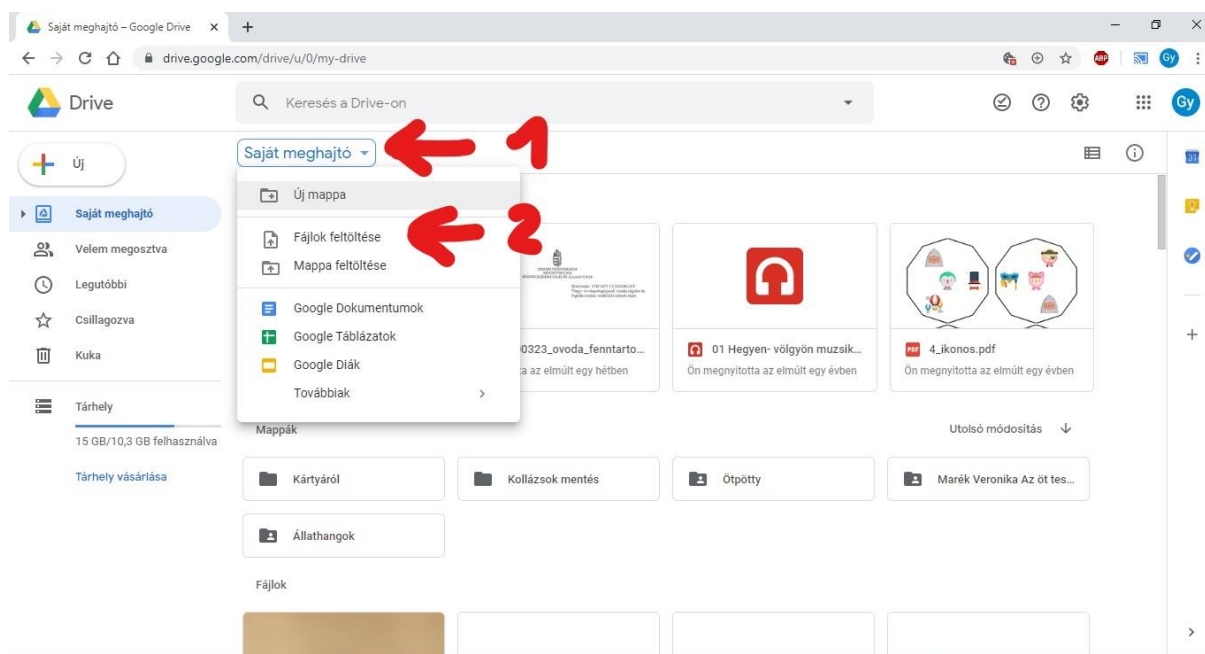 Saját meghajtó – Google Drive
drive.google.com/drive/u/0/my-drive
ABP
Gy
Drive
Keresés a Drive-on
Gy
Új
Saját meghajtó
1
31
Új mappa
Saját meghajtó
Fájlok feltöltése
2
Velem megosztva
Mappa feltöltése
Legutóbbi
Google Dokumentumok
Csillagozva
Google Táblázatok
Kuka
Google Diák
Továbbiak
0323_ovoda_fenntarto...
a az elmúlt egy hétben
01 Hegyen- völgyön muzsik...
Ön megnyitotta az elmúlt egy évben
PDF
4_ikonos.pdf
Ön megnyitotta az elmúlt egy évben
Tárhely
15 GB/10,3 GB felhasználva
Tárhely vásárlása
Mappák
Utolsó módosítás
Kártyáról
Kollázsok mentés
Ötpötty
Marék Veronika Az öt tes...
Állathangok
Fájlok